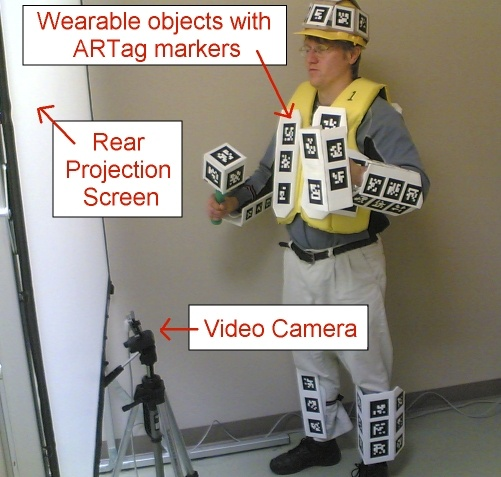 Wearable objects with
ARTag markers
1
Rear
Projection
Screen
Video Camera